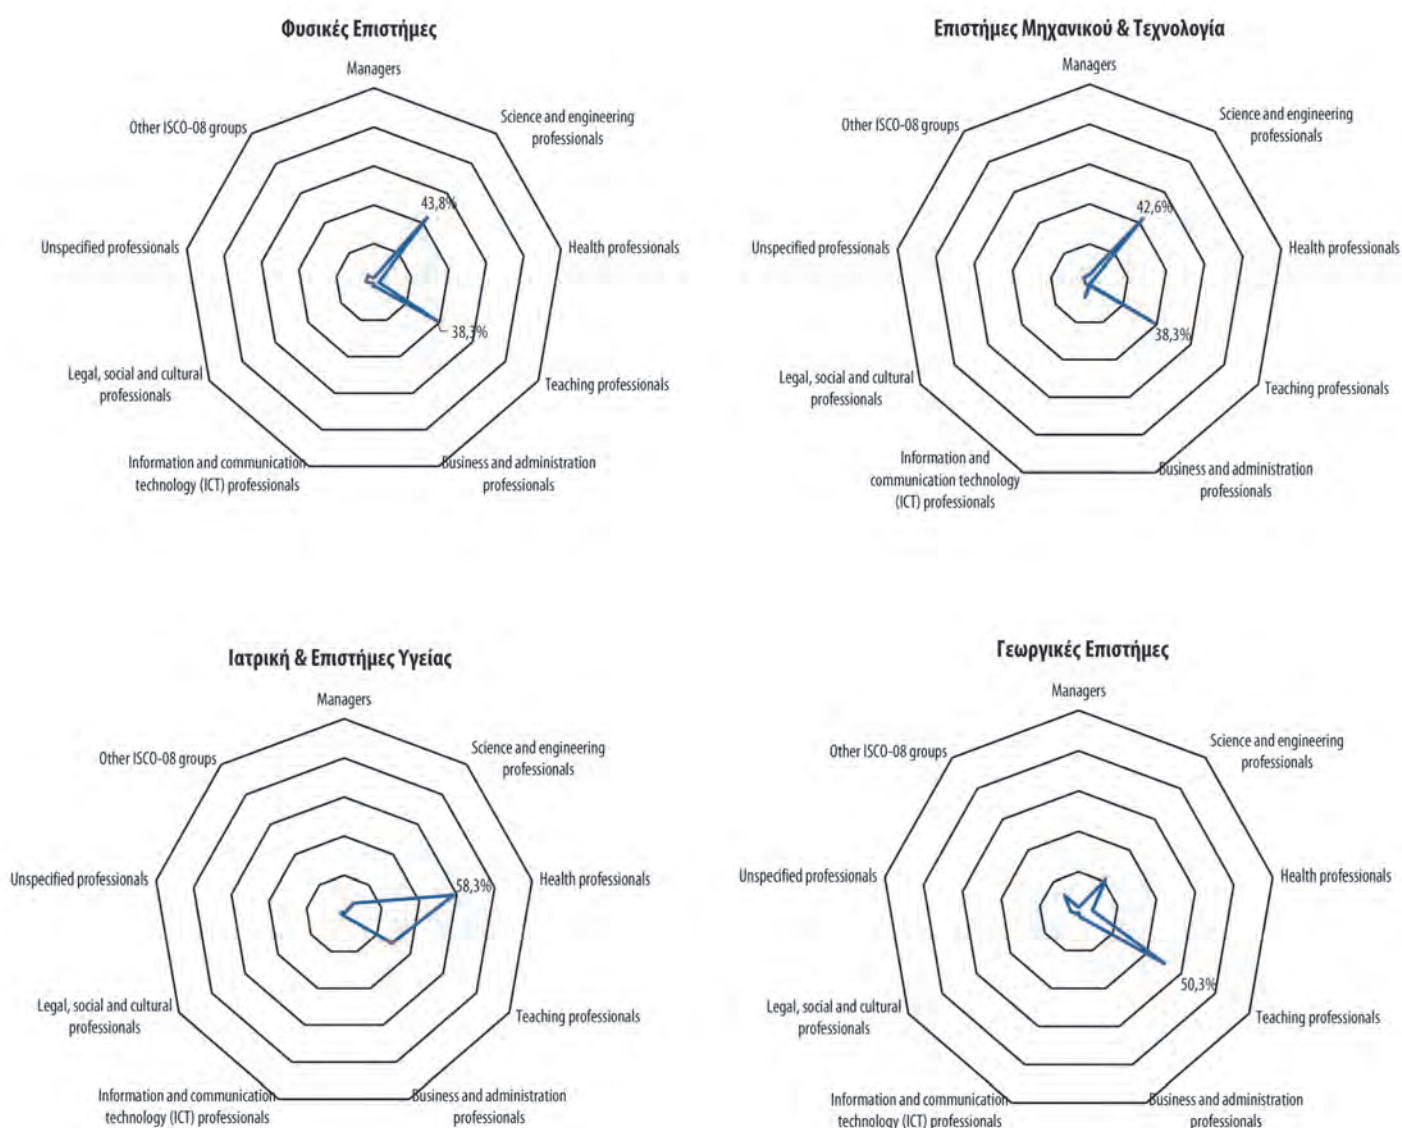 Φυσικές Επιστήμες
Managers
Other ISCO-08 groups
Science and engineering
professionals
43,8%
Unspecified professionals
Health professionals
38,3%
Legal, social and cultural
professionals
Teaching professionals
Information and communication
technology (ICT) professionals
Business and administration
professionals
Επιστήμες Μηχανικού & Τεχνολογία
Managers
Other ISCO-08 groups
Science and engineering
professionals
42,6%
Unspecified professionals
Health professionals
38,3%
Legal, social and cultural
professionals
Teaching professionals
Information and
communication technology
(ICT) professionals
Business and administration
professionals
Ιατρική & Επιστήμες Υγείας
Managers
Other ISCO-08 groups
Science and engineering
professionals
Unspecified professionals
58,3%
Health professionals
Legal, social and cultural
professionals
Teaching professionals
Information and communication
technology (ICT) professionals
Business and administration
professionals
Γεωργικές Επιστήμες
Managers
Other ISCO-08 groups
Science and engineering
professionals
Unspecified professionals
Health professionals
50,3%
Legal, social and cultural
professionals
Teaching professionals
Information and communication
technology (ICT) professionals
Business and administration
professionals